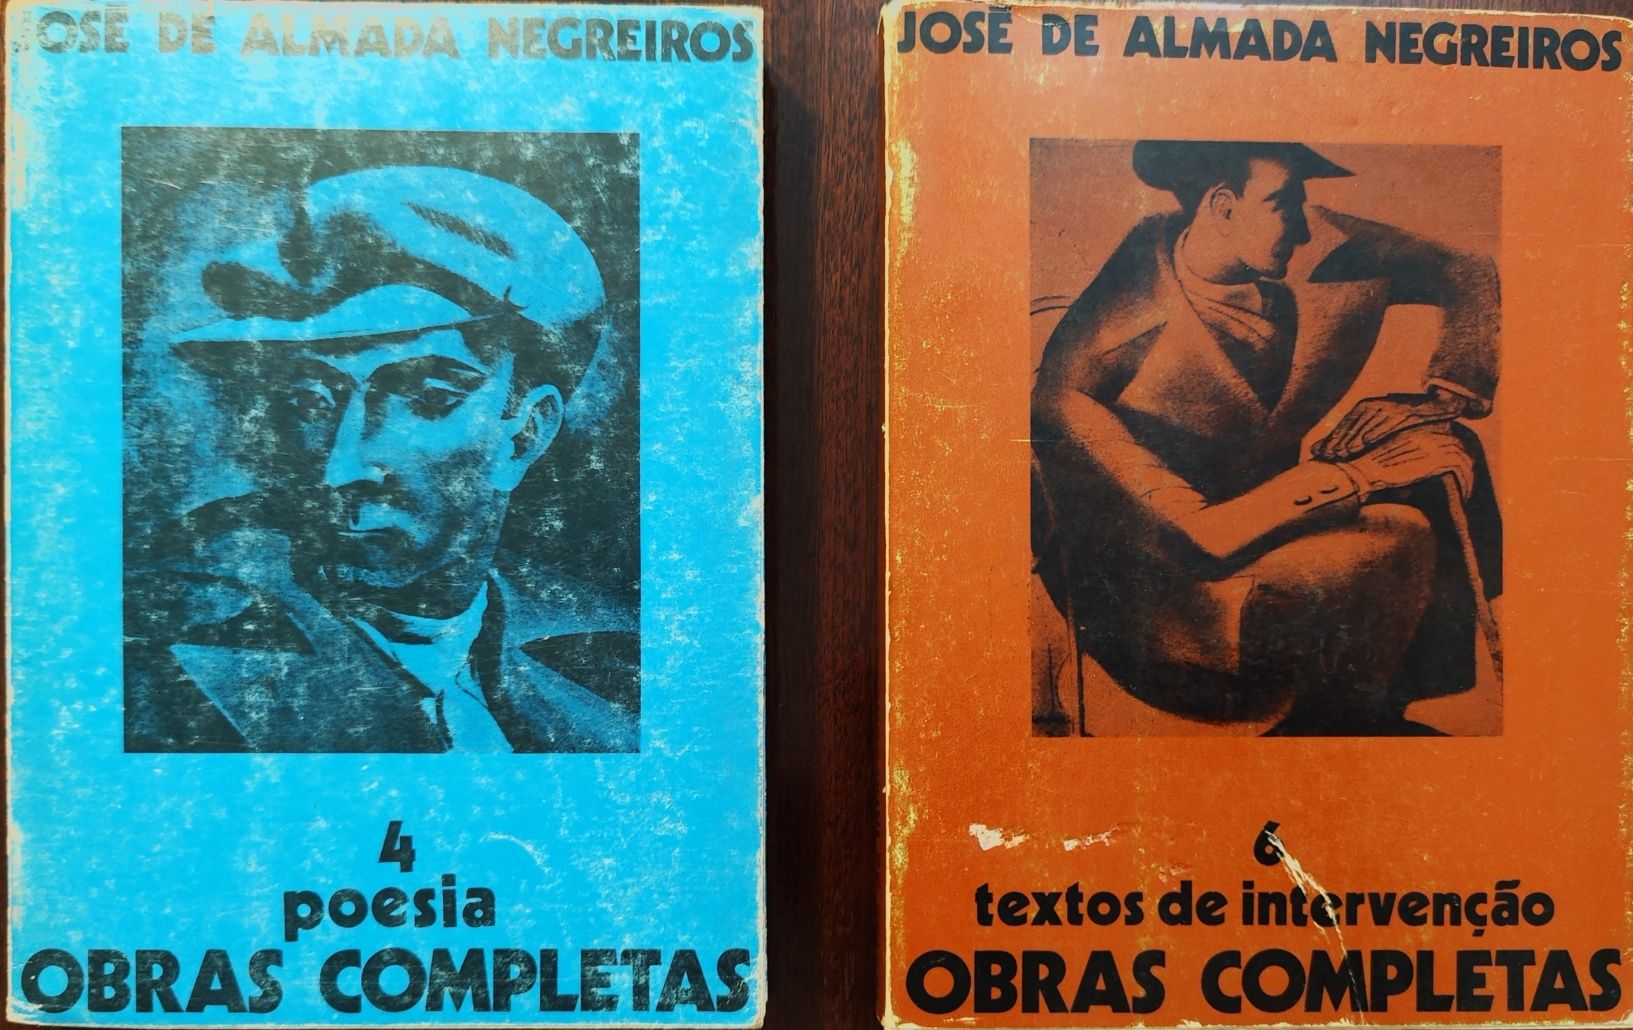 JOSÉ DE ALMADA NEGREIROS
4
poesia
OBRAS COMPLETAS
JOSÉ DE ALMADA NEGREIROS
6
textos de intervenção
OBRAS COMPLETAS